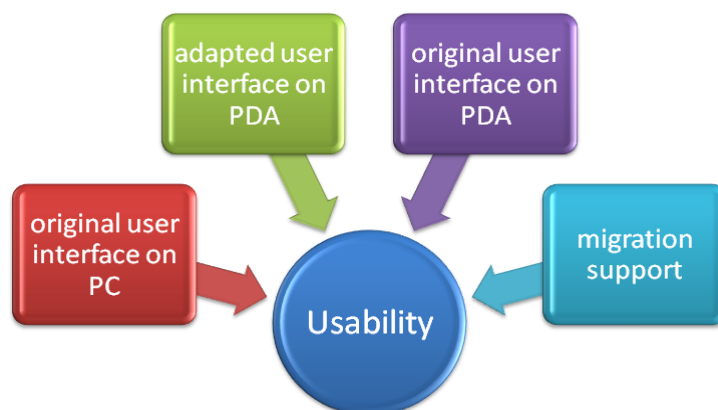 original user
interface on
PC
adapted user
interface on
PDA
original user
interface on
PDA
migration
support
Usability